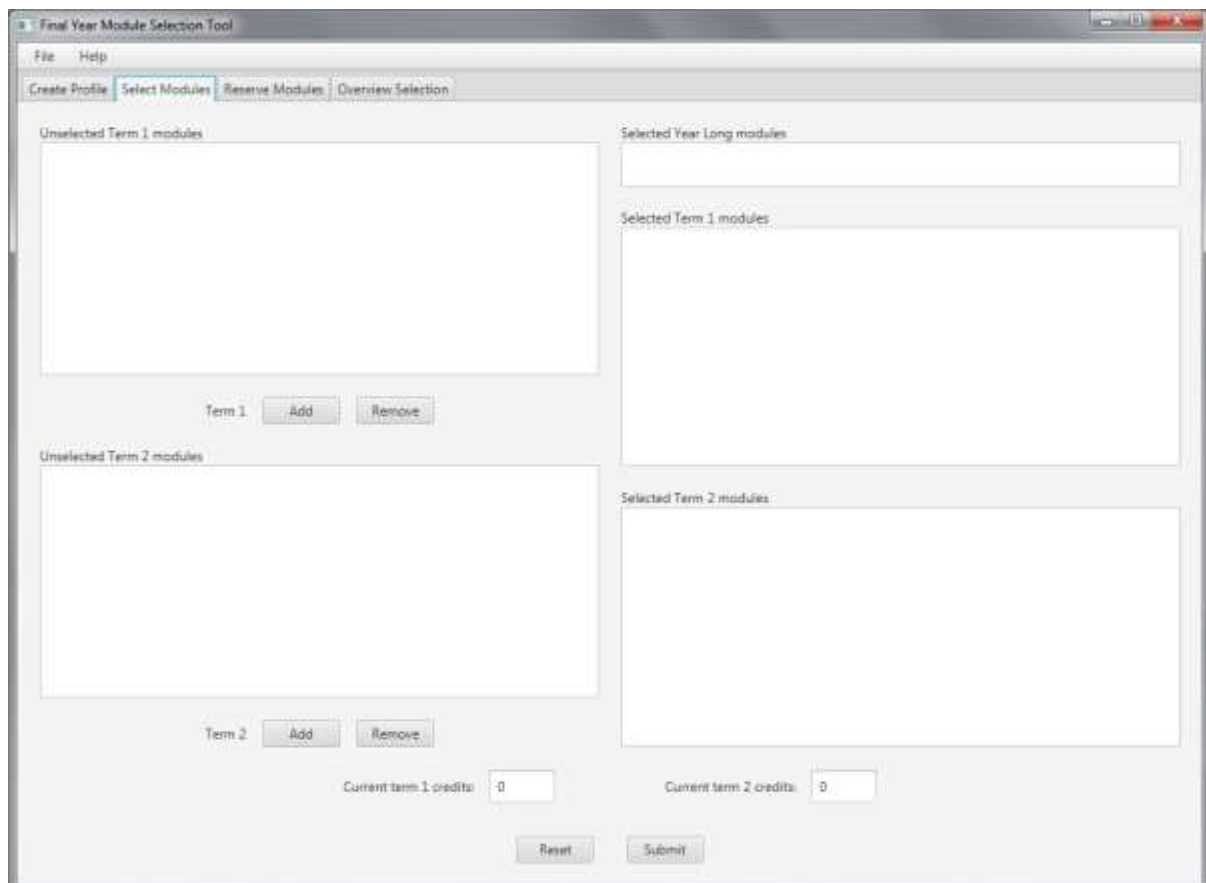 Final Year Module Selection Tool
File Help
Create Profile Select Modules Reserve Modules Overview Selection
Unselected Term 1 modules
Selected Year Long modules
Selected Term 1 modules
Term 1 Add Remove
Unselected Term 2 modules
Selected Term 2 modules
Term 2 Add Remove
Current term 1 credits: 0 Current term 2 credits: 0
Reset Submit